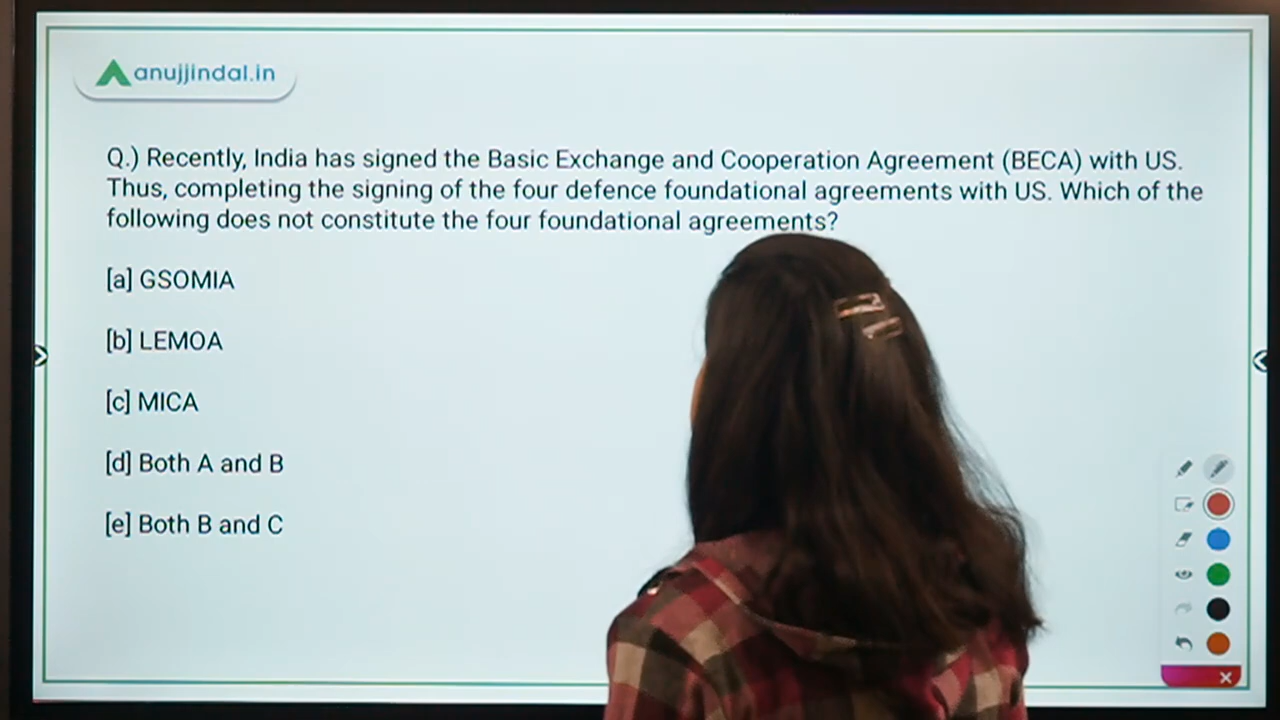 anujjindal.in
Q.) Recently, India has signed the Basic Exchange and Cooperation Agreement (BECA) with US.
Thus, completing the signing of the four defence foundational agreements with US. Which of the
following does not constitute the four foundational agreements?
[a] GSOMIA
[b] LEMOA
[c] MICA
[d] Both A and B
[e] Both B and C